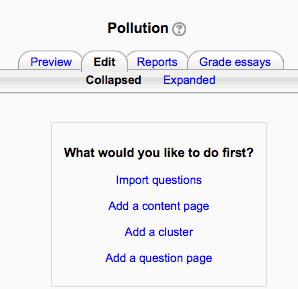 Pollution ?
Preview Edit Reports Grade essays
Collapsed Expanded
What would you like to do first?
Import questions
Add a content page
Add a cluster
Add a question page